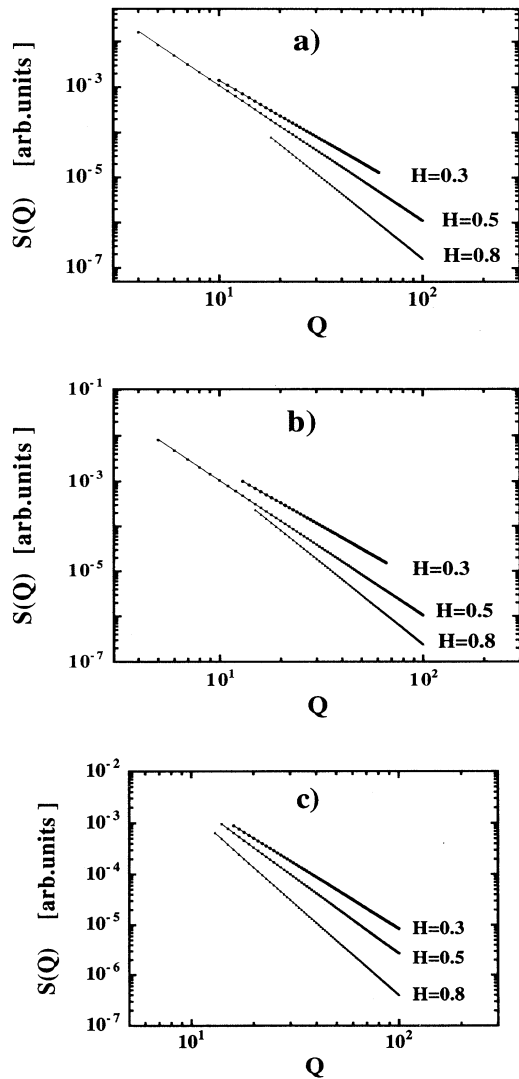 a)
S(Q) [arb.units ]
10^-3
10^-5
10^-7
H=0.3
H=0.5
H=0.8
10^1
10^2
Q
b)
S(Q) [arb.units ]
10^-1
10^-3
10^-5
10^-7
H=0.3
H=0.5
H=0.8
10^1
10^2
Q
c)
S(Q) [arb.units ]
10^-2
10^-3
10^-4
10^-5
10^-6
10^-7
H=0.3
H=0.5
H=0.8
10^1
10^2
Q